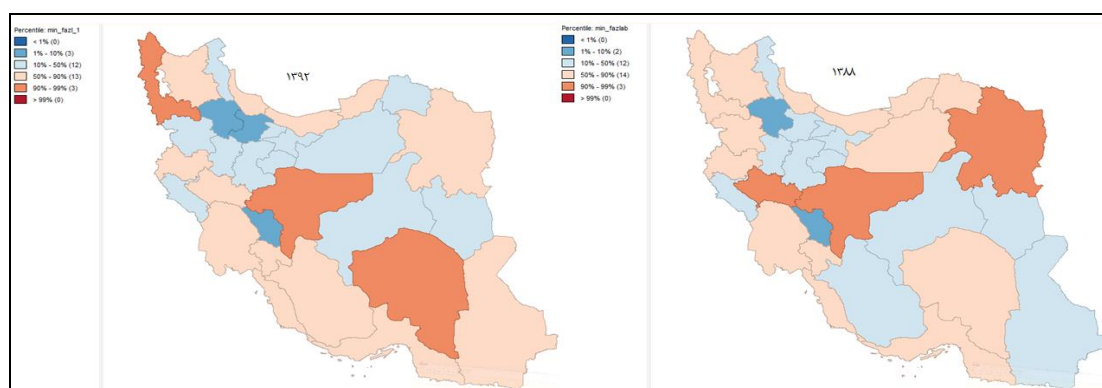 Percentile: min_fazl_1
< 1% (0)
1% - 10% (3)
10% - 50% (12)
50% - 90% (13)
90% - 99% (3)
> 99% (0)
۱۳۹۲
Percentile: min_fazlab
< 1% (0)
1% - 10% (2)
10% - 50% (12)
50% - 90% (14)
90% - 99% (3)
> 99% (0)
۱۳۸۸